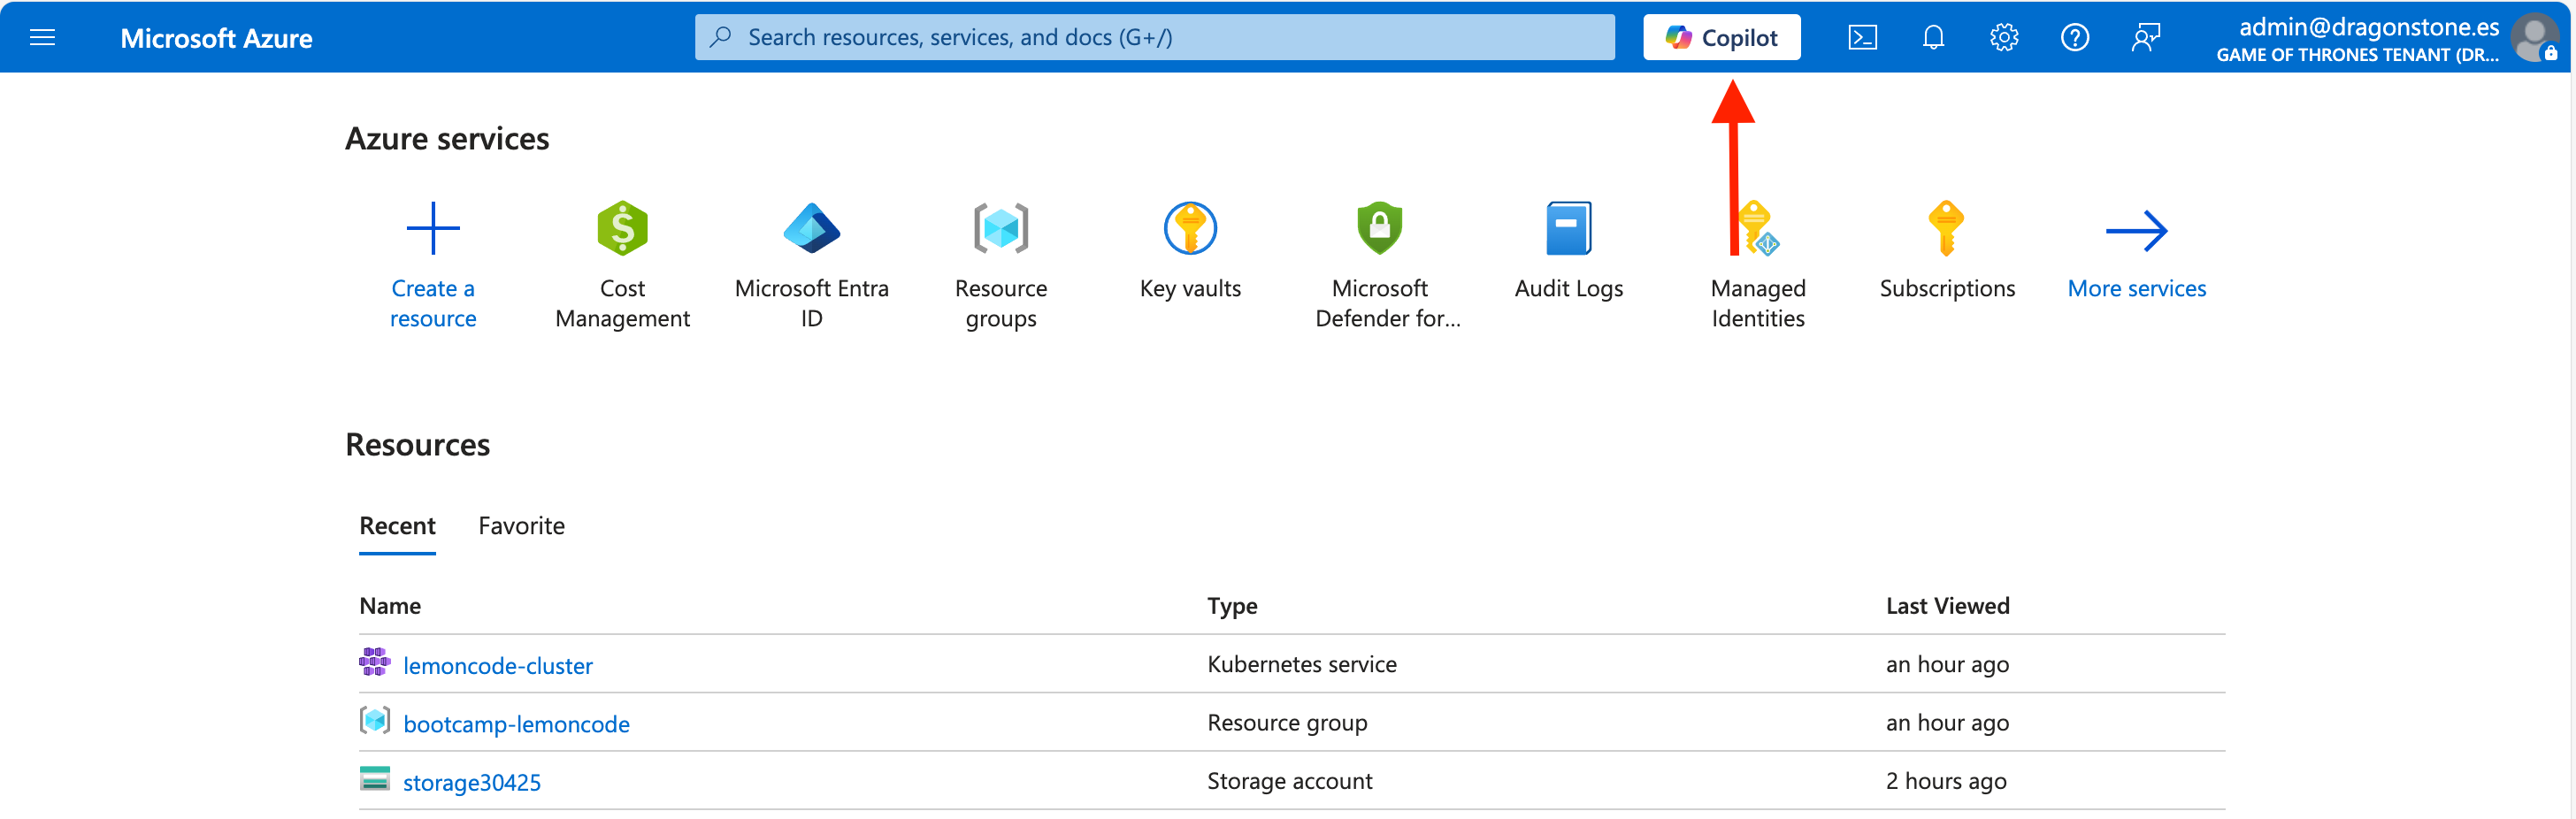 Microsoft Azure
Search resources, services, and docs (G+/)
Copilot
admin@dragonstone.es
GAME OF THRONES TENANT (DR...
Azure services
Create a
resource
Cost
Management
Microsoft Entra
ID
Resource
groups
Key vaults
Microsoft
Defender for...
Audit Logs
Managed
Identities
Subscriptions
More services
Resources
Recent Favorite
Name Type Last Viewed
lemoncode-cluster Kubernetes service an hour ago
bootcamp-lemoncode Resource group an hour ago
storage30425 Storage account 2 hours ago